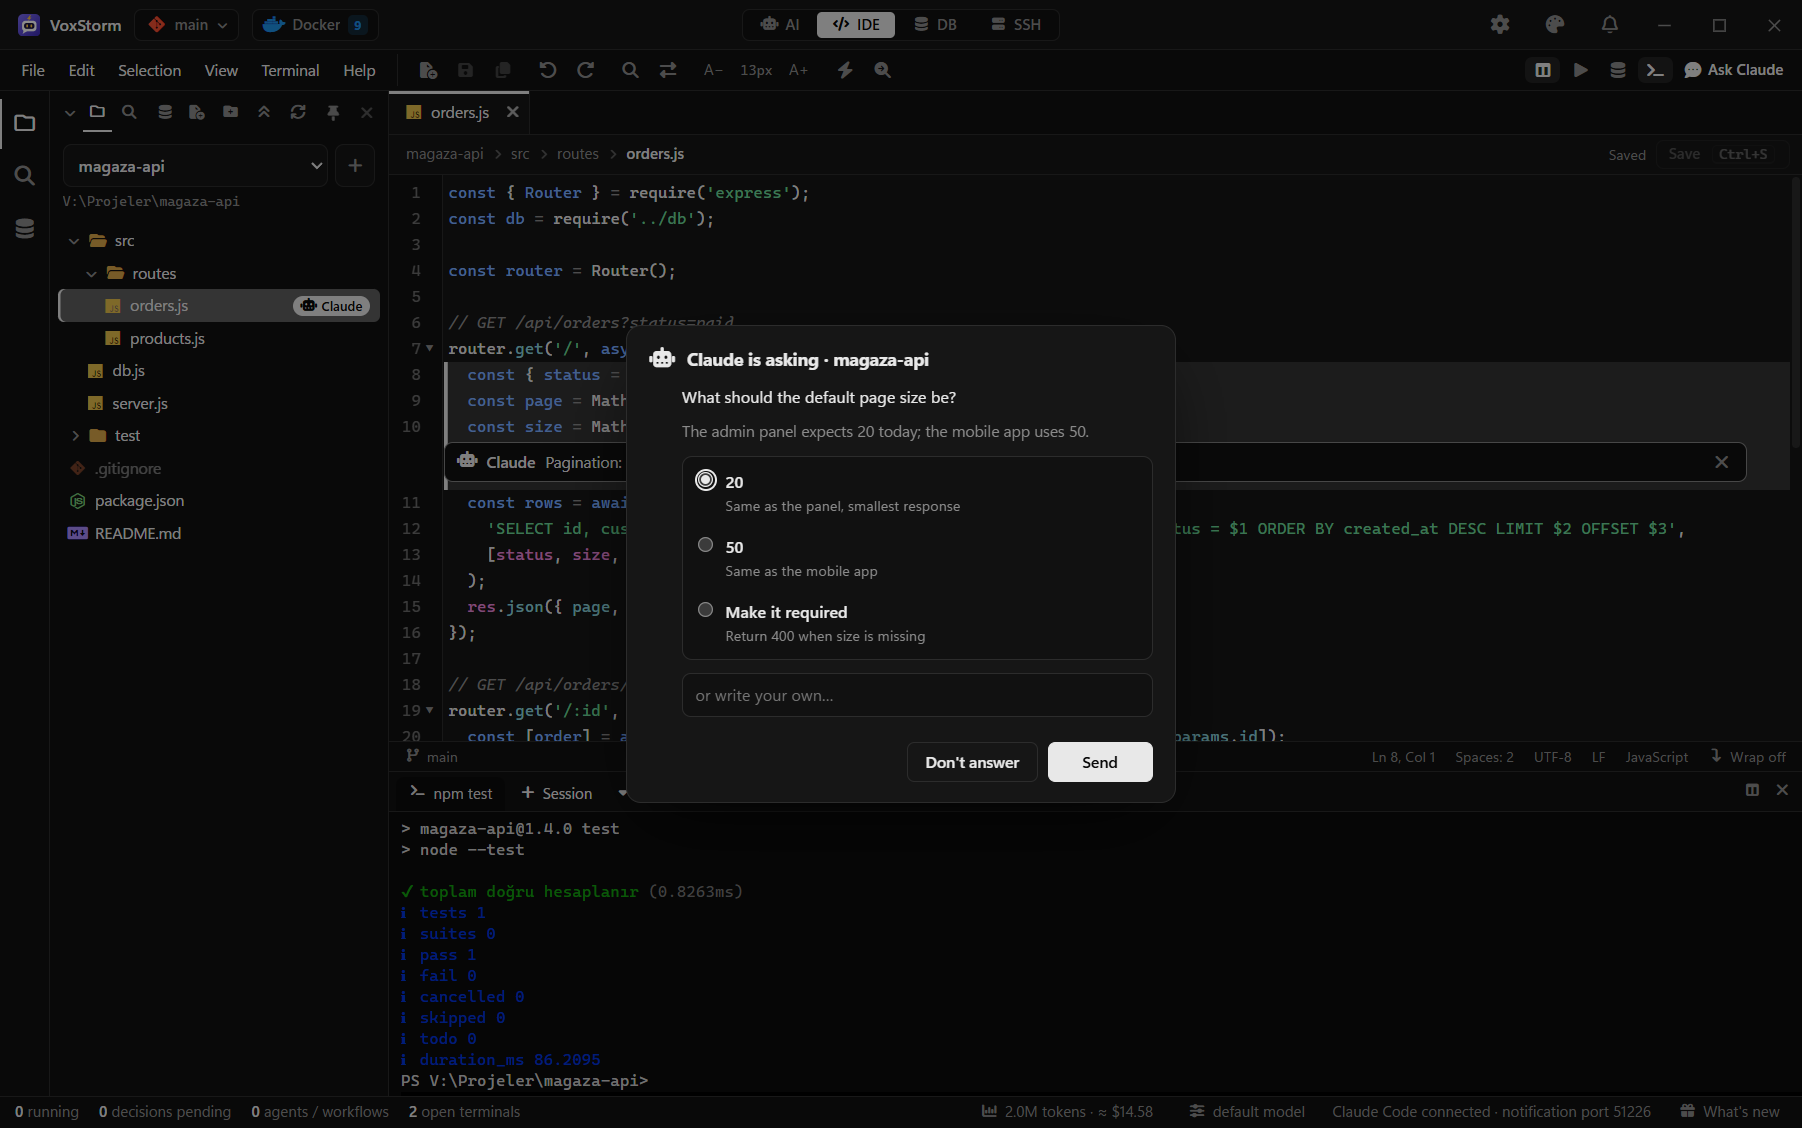 VoxStorm
main
Docker 9
AI
IDE
DB
SSH
File Edit Selection View Terminal Help
A− 13px A+
Ask Claude
orders.js
magaza-api
V:\Projeler\magaza-api
src
routes
orders.js Claude
products.js
db.js
server.js
test
.gitignore
package.json
README.md
magaza-api > src > routes > orders.js
Saved Save Ctrl+S
1 const { Router } = require('express');
2 const db = require('../db');
3
4 const router = Router();
5
6 // GET /api/orders?status=paid
7 router.get('/', asy
8 const { status =
9 const page = Math
10 const size = Math
Claude Pagination:
11 const rows = awai
12 'SELECT id, cus tus = $1 ORDER BY created_at DESC LIMIT $2 OFFSET $3',
13 [status, size,
14 );
15 res.json({ page,
16 });
17
18 // GET /api/orders/
19 router.get('/:id',
20 const [order] = a params.id]);
Claude is asking · magaza-api
What should the default page size be?
The admin panel expects 20 today; the mobile app uses 50.
20
Same as the panel, smallest response
50
Same as the mobile app
Make it required
Return 400 when size is missing
or write your own...
Don't answer
Send
main
Ln 8, Col 1 Spaces: 2 UTF-8 LF JavaScript Wrap off
npm test + Session
> magaza-api@1.4.0 test
> node --test
✓ toplam doğru hesaplanır (0.8263ms)
ℹ tests 1
ℹ suites 0
ℹ pass 1
ℹ fail 0
ℹ cancelled 0
ℹ skipped 0
ℹ todo 0
ℹ duration_ms 86.2095
PS V:\Projeler\magaza-api>
0 running 0 decisions pending 0 agents / workflows 2 open terminals
2.0M tokens · ≈ $14.58 default model Claude Code connected · notification port 51226 What's new